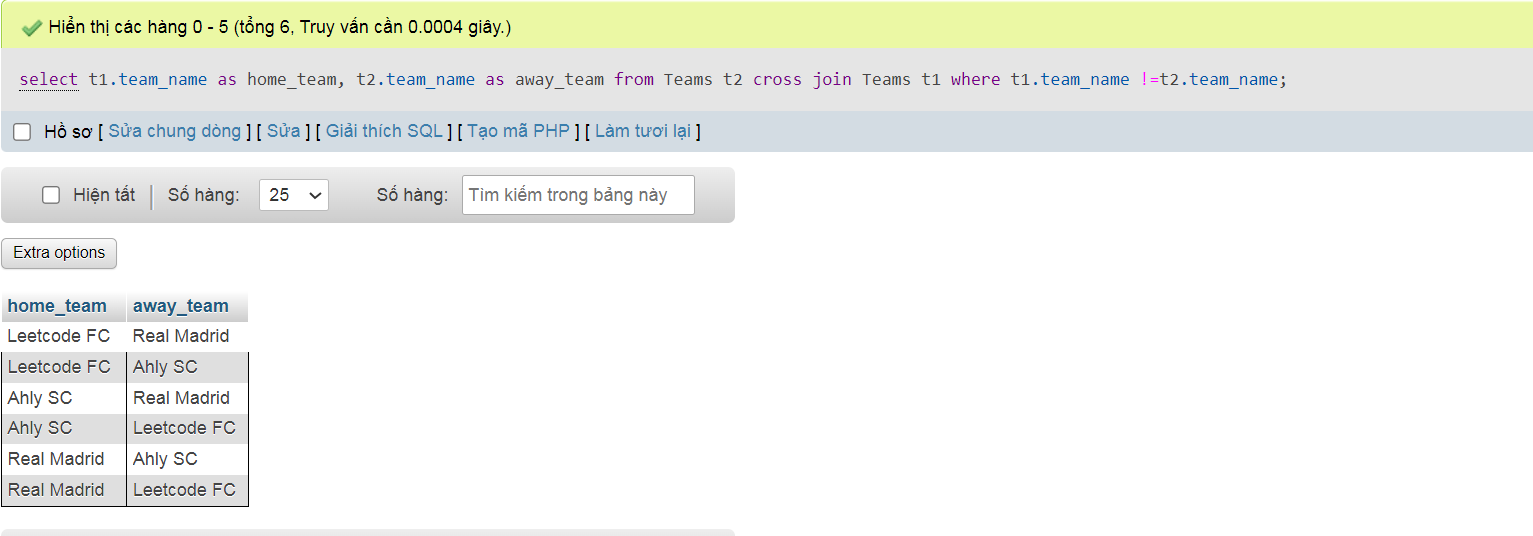 Hiển thị các hàng 0 - 5 (tổng 6, Truy vấn cần 0.0004 giây.)
select t1.team_name as home_team, t2.team_name as away_team from Teams t2 cross join Teams t1 where t1.team_name !=t2.team_name;
Hồ sơ [ Sửa chung dòng ] [ Sửa ] [ Giải thích SQL ] [ Tạo mã PHP ] [ Làm tươi lại ]
Hiện tất Số hàng: 25 Số hàng: Tìm kiếm trong bảng này
Extra options
home_team away_team
Leetcode FC Real Madrid
Leetcode FC Ahly SC
Ahly SC Real Madrid
Ahly SC Leetcode FC
Real Madrid Ahly SC
Real Madrid Leetcode FC